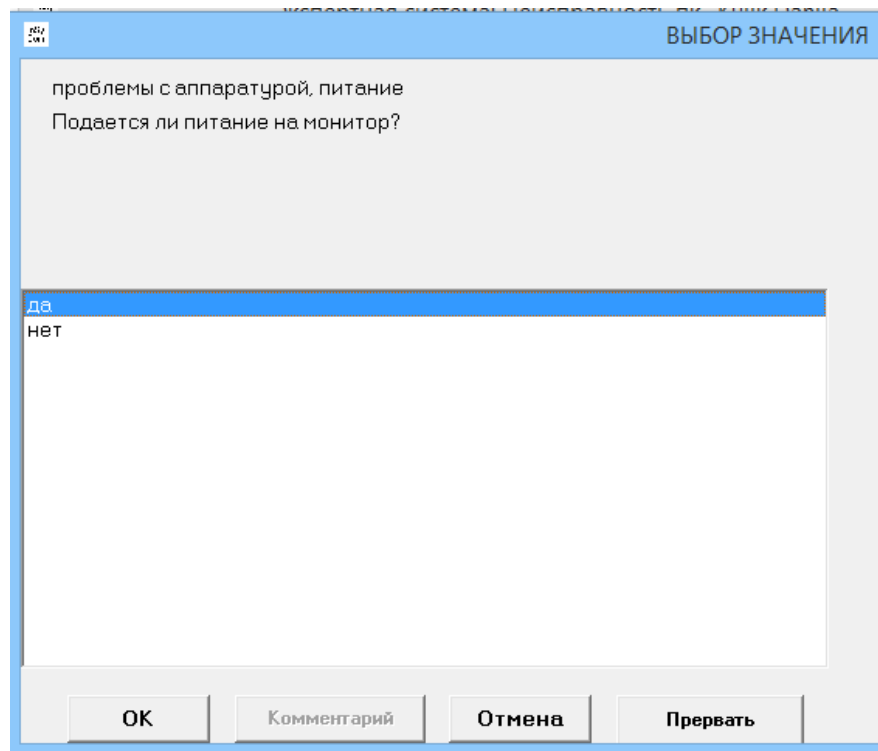 ВЫБОР ЗНАЧЕНИЯ
проблемы с аппаратурой, питание
Подается ли питание на монитор?
да
нет
OK
Комментарий
Отмена
Прервать